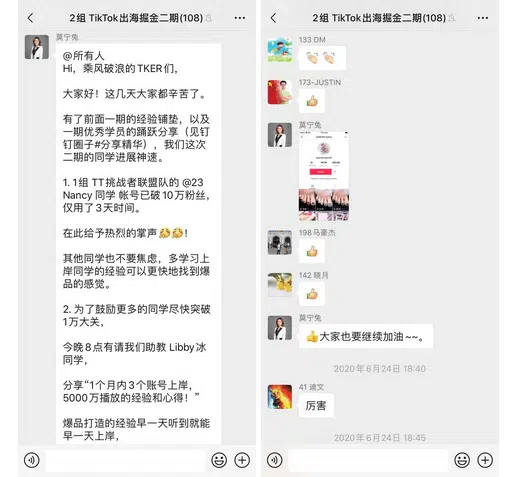 2组 TikTok出海掘金二期(108)
莫宁兔
@所有人
Hi，乘风破浪的TKER们，
大家好！这几天大家都辛苦了。
有了前面一期的经验铺垫，以及
一期优秀学员的踊跃分享（见钉
钉圈子#分享精华），我们这次
二期的同学进展神速。
1. 1组 TT挑战者联盟队的 @23
Nancy 同学 帐号已破10万粉丝，
仅用了3天时间。
在此给予热烈的掌声👏👏！
其他同学也不要焦虑，多学习上
岸同学的经验可以更快地找到爆
品的感觉。
2. 为了鼓励更多的同学尽快突破
1万大关，
今晚8点有请我们助教 Libby冰
同学，
分享“1个月内3个账号上岸，
5000万播放的经验和心得！”
爆品打造的经验早一天听到就能
早一天上岸，
2组 TikTok出海掘金二期(108)
133 DM
173-JUSTIN
莫宁兔
198马豪杰
142 晓月
莫宁兔
👍大家也要继续加油~~。
2020年6月24日 18:40
41 迪文
厉害
2020年6月24日 18:45